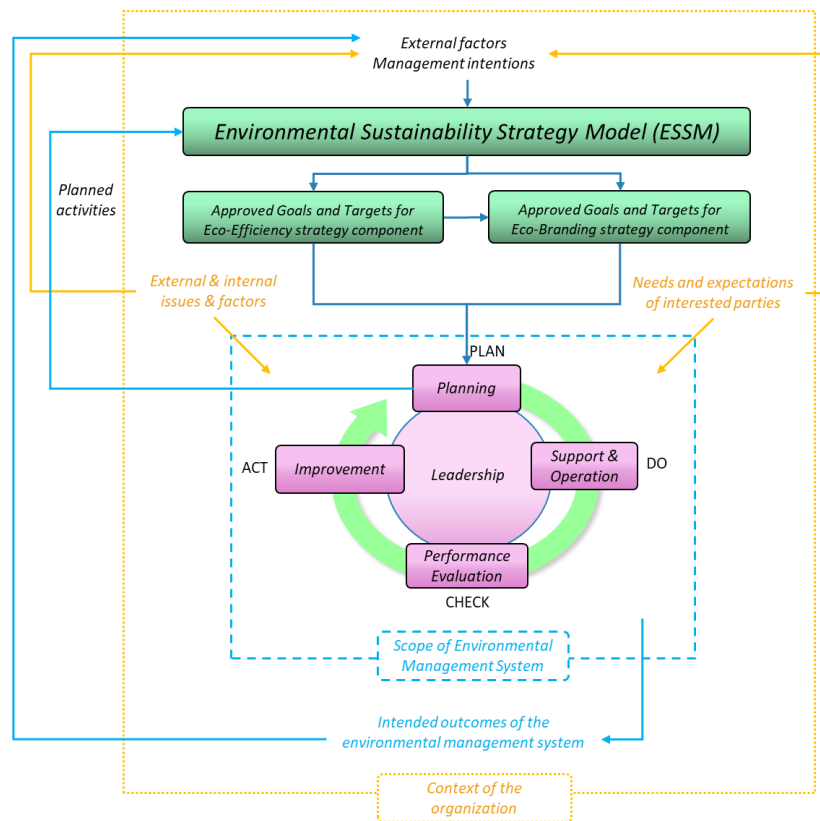 External factors
Management intentions
Environmental Sustainability Strategy Model (ESSM)
Planned
activities
Approved Goals and Targets for
Eco-Efficiency strategy component
Approved Goals and Targets for
Eco-Branding strategy component
External & internal
issues & factors
Needs and expectations
of interested parties
PLAN
Planning
ACT
Improvement
Leadership
Support &
Operation
DO
Performance
Evaluation
CHECK
Scope of Environmental
Management System
Intended outcomes of the
environmental management system
Context of the
organization